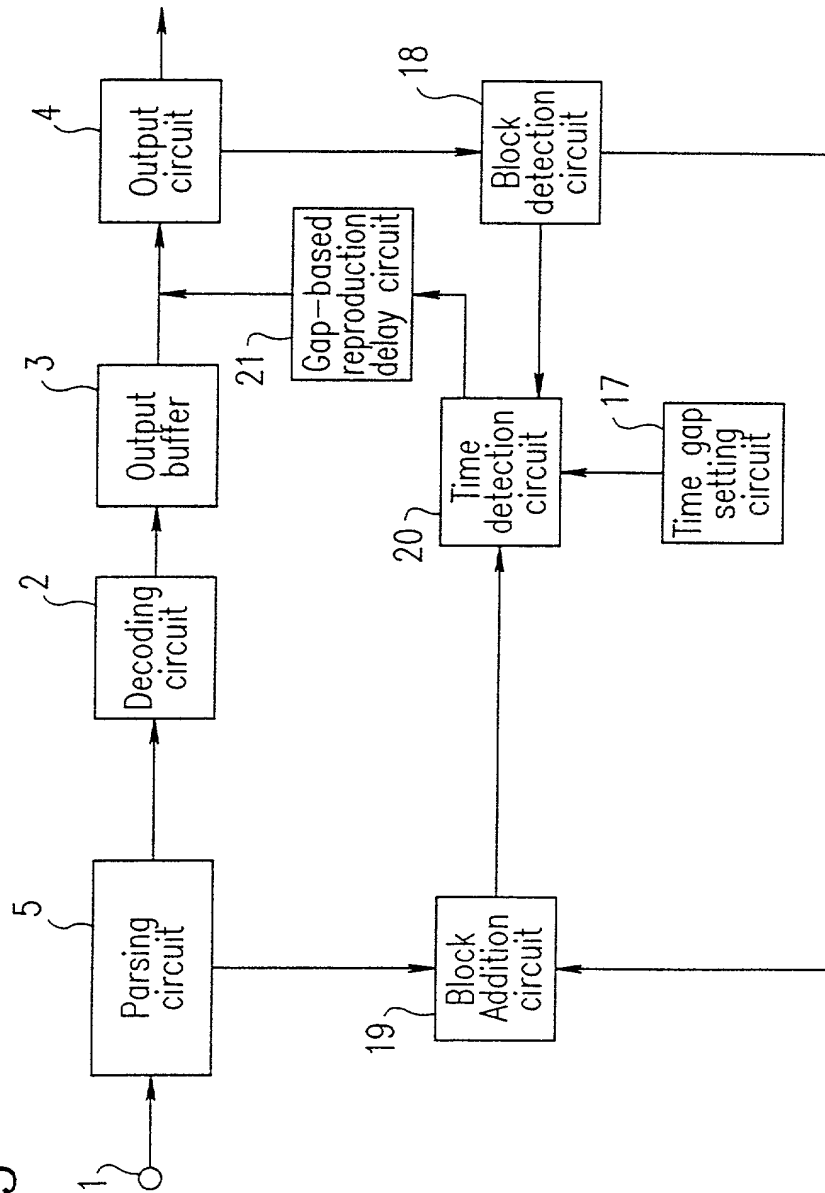 1
5
Parsing
circuit
2
Decoding
circuit
3
Output
buffer
4
Output
circuit
21
Gap-based
reproduction
delay circuit
18
Block
detection
circuit
19
Block
Addition
circuit
20
Time
detection
circuit
17
Time gap
setting
circuit